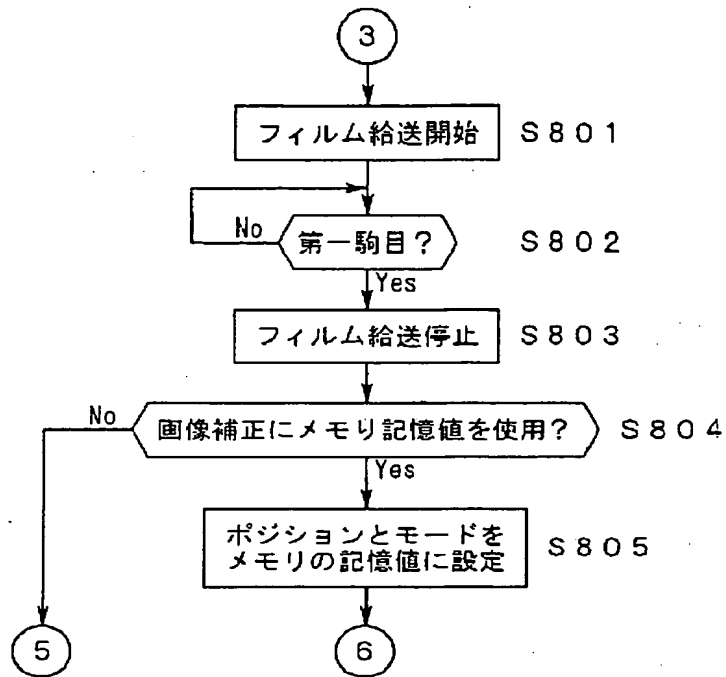 3
フィルム給送開始 S801
No 第一駒目? S802
Yes
フィルム給送停止 S803
No 画像補正にメモリ記憶値を使用? S804
Yes
ポジションとモードを
メモリの記憶値に設定 S805
5 6